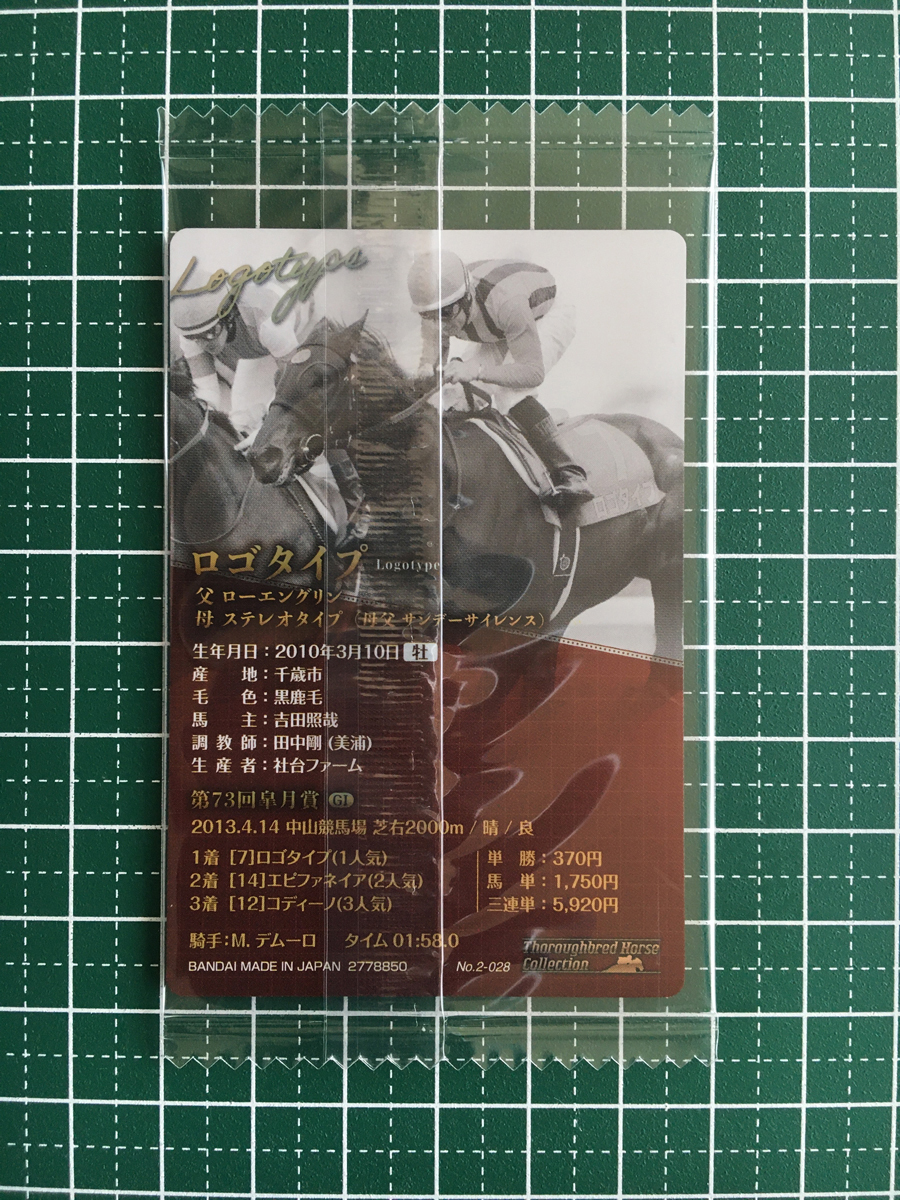 Logotype
ロゴタイプ
ロゴタイプ Logotype
父 ローエングリン
母 ステレオタイプ (母父 サンデーサイレンス)
生年月日：2010年3月10日 牡
産地：千歳市
毛色：黒鹿毛
馬主：吉田照哉
調教師：田中剛 (美浦)
生産者：社台ファーム
第73回皐月賞 GI
2013.4.14 中山競馬場 芝右2000m / 晴 / 良
1着 [7]ロゴタイプ(1人気) 単勝：370円
2着 [14]エピファネイア(2人気) 馬単：1,750円
3着 [12]コディーノ(3人気) 三連単：5,920円
騎手：M. デムーロ タイム 01:58.0
BANDAI MADE IN JAPAN 2778850 No.2-028
Thoroughbred Horse
Collection